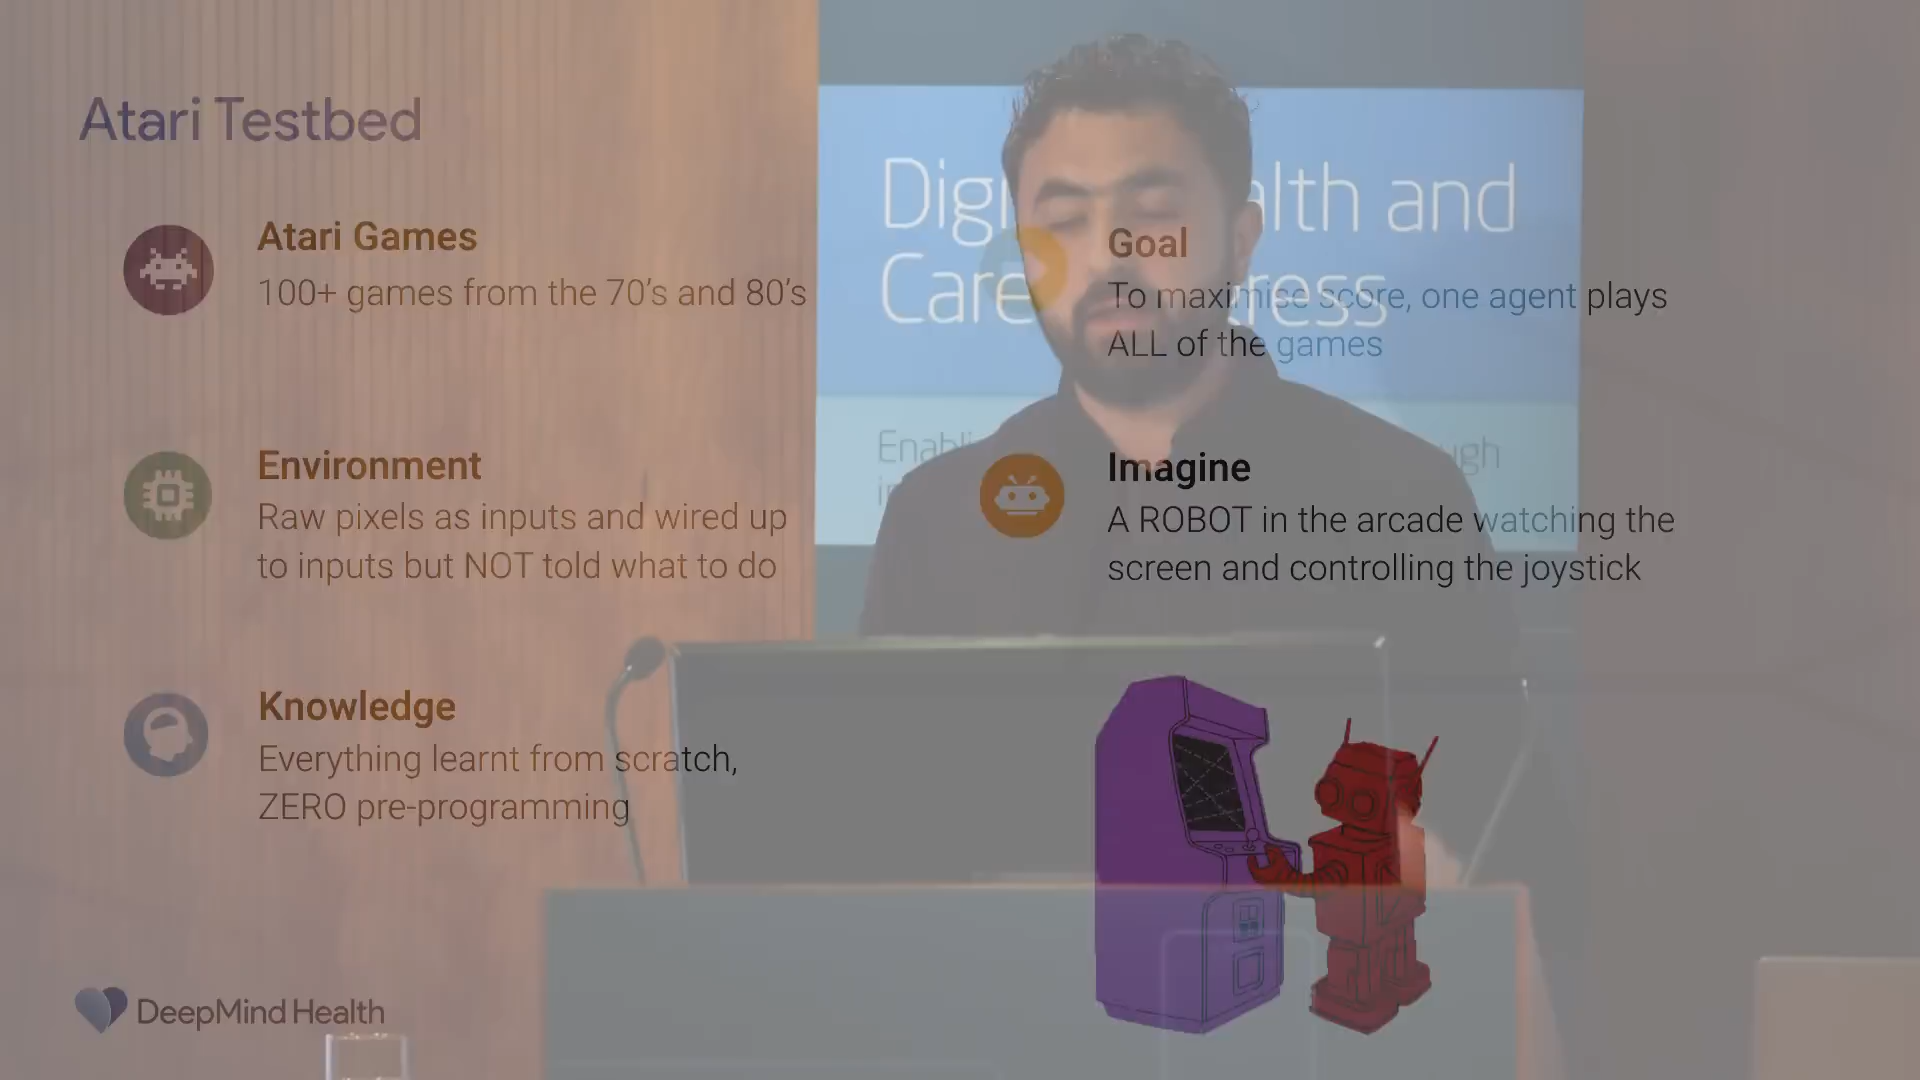 Atari Testbed
Atari Games
100+ games from the 70's and 80's
Environment
Raw pixels as inputs and wired up
to inputs but NOT told what to do
Knowledge
Everything learnt from scratch,
ZERO pre-programming
Goal
To maximise score, one agent plays
ALL of the games
Imagine
A ROBOT in the arcade watching the
screen and controlling the joystick
DeepMind Health
Digi alth and
Care ress